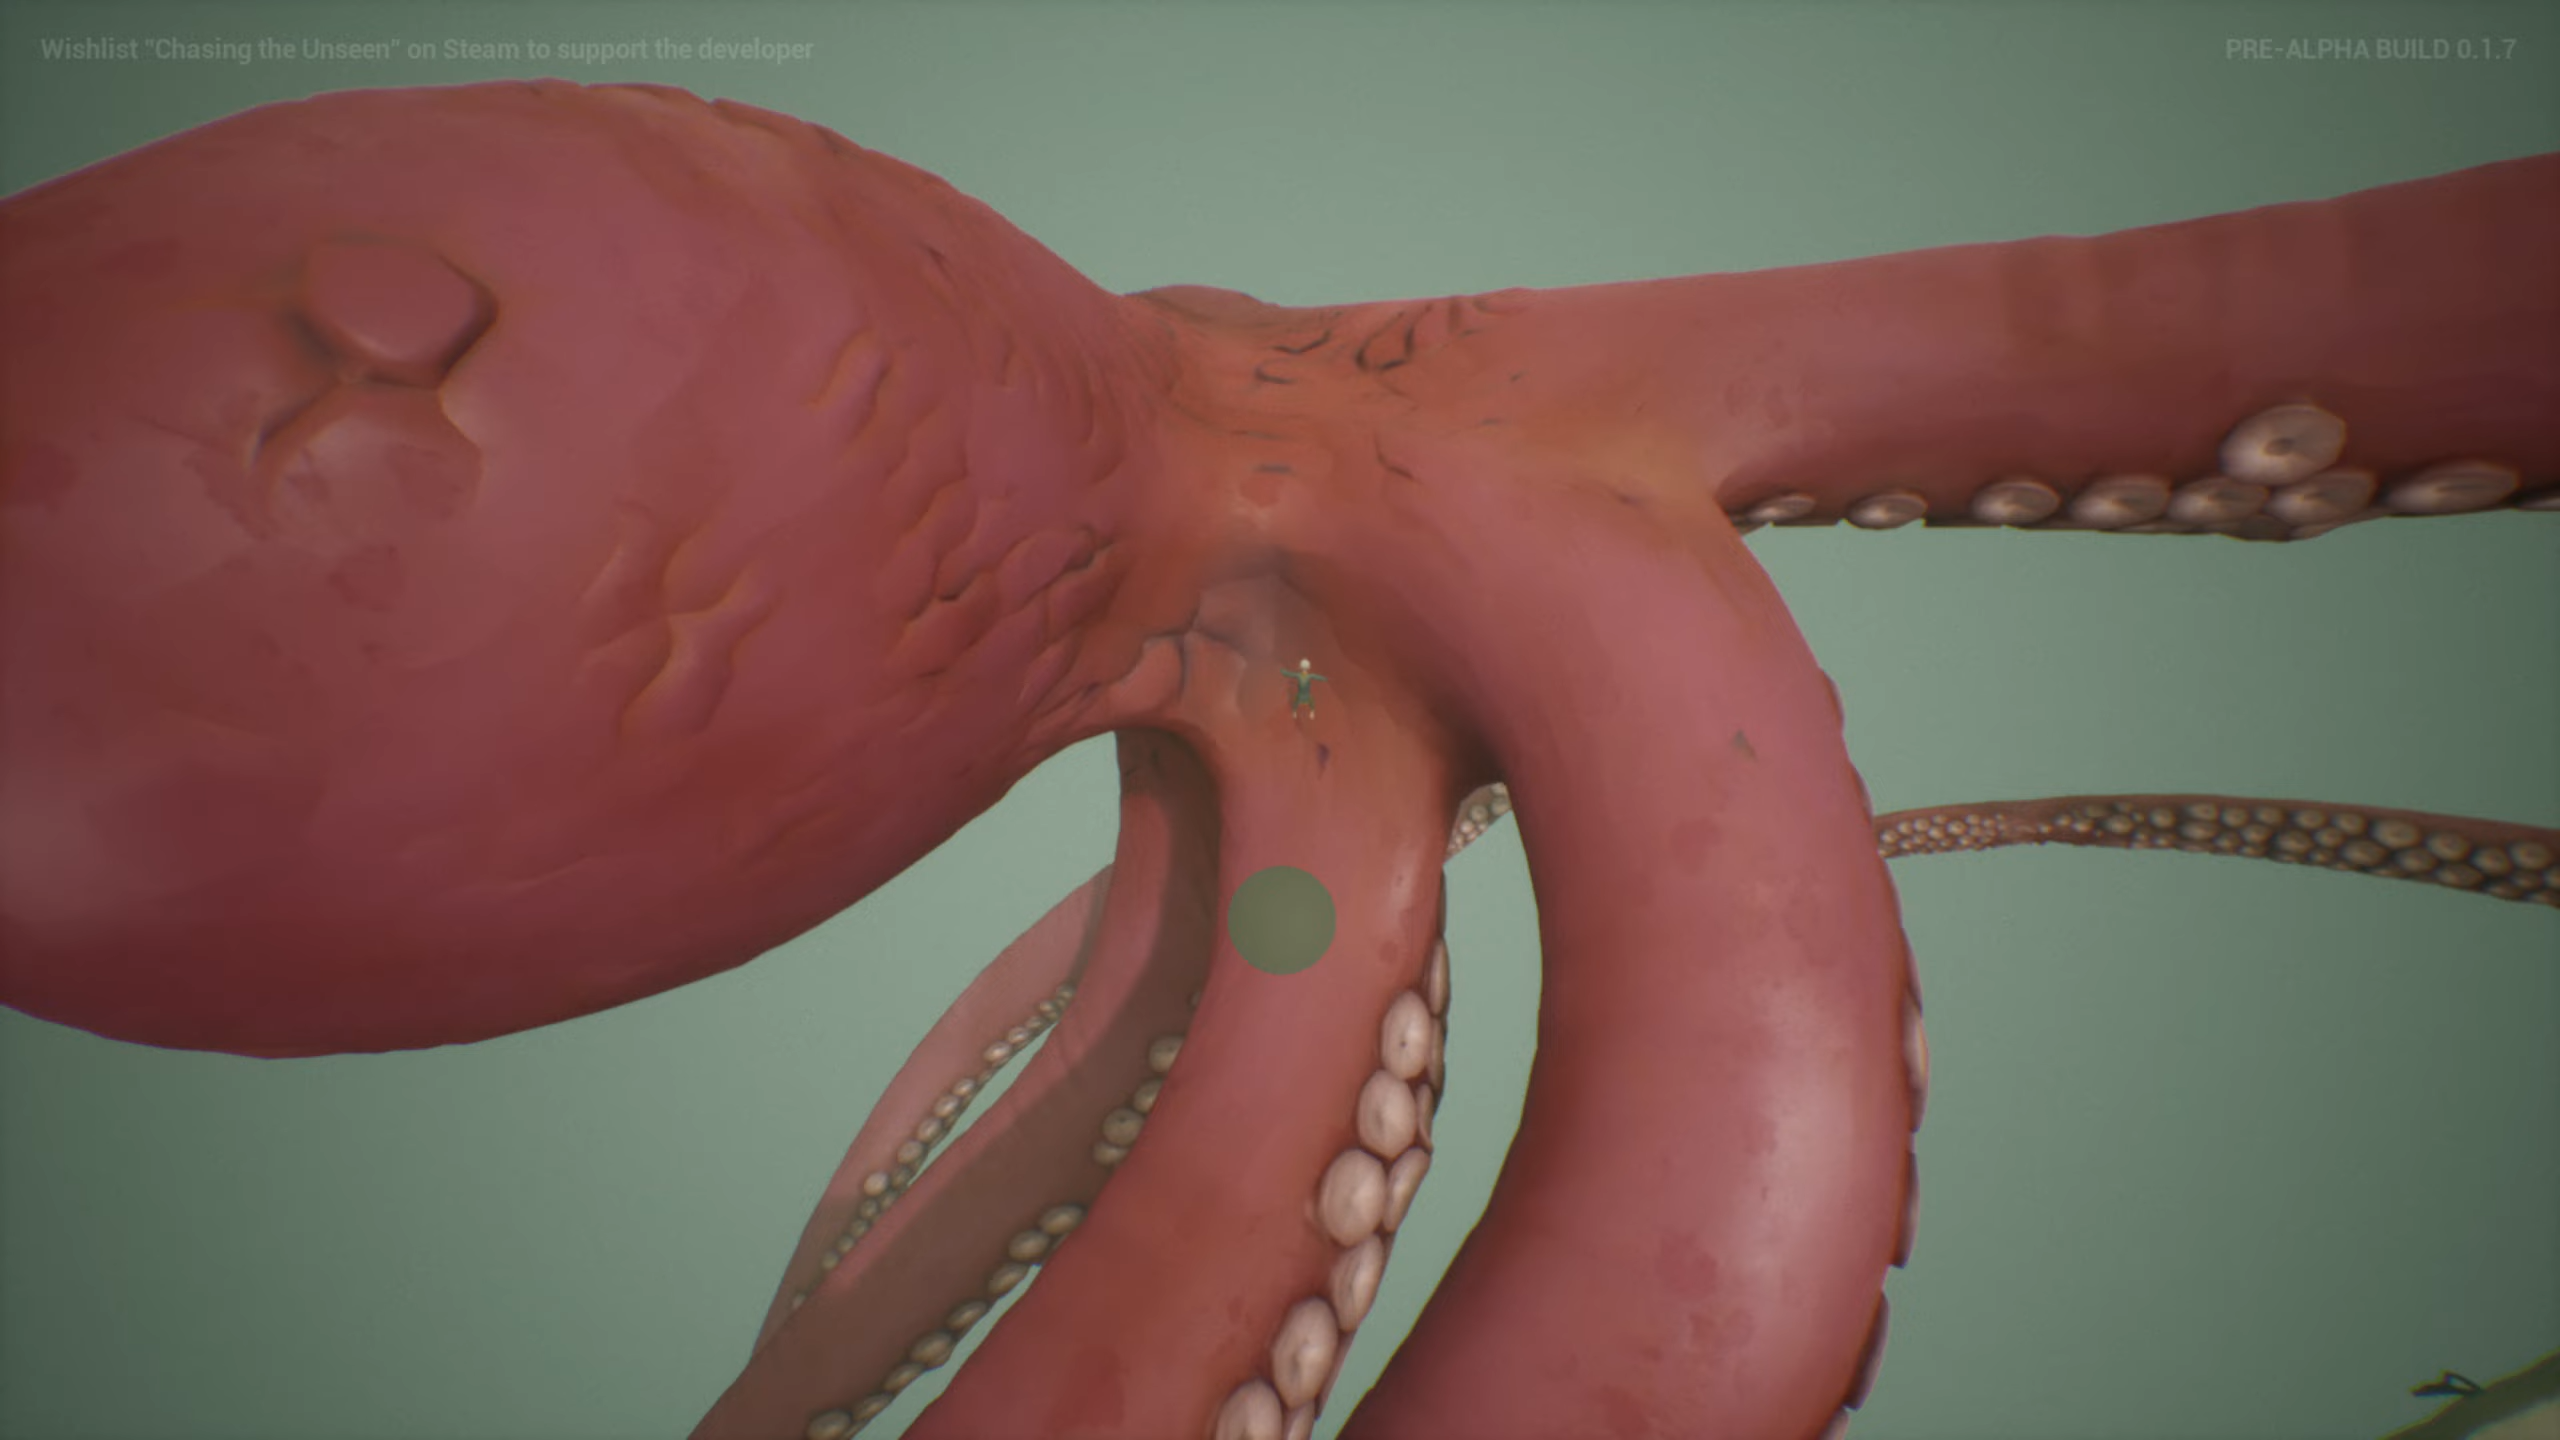 Wishlist "Chasing the Unseen" on Steam to support the developer
PRE-ALPHA BUILD 0.1.7